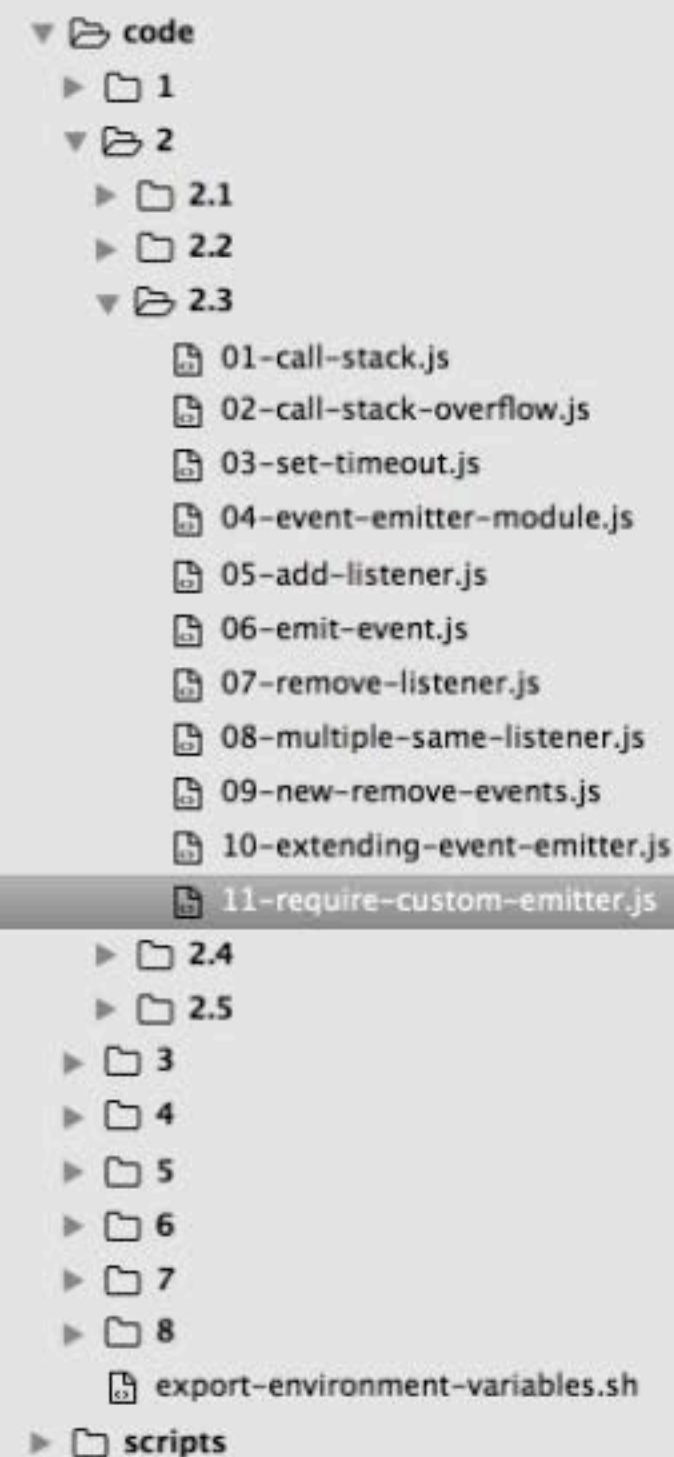 code
1
2
2.1
2.2
2.3
01-call-stack.js
02-call-stack-overflow.js
03-set-timeout.js
04-event-emitter-module.js
05-add-listener.js
06-emit-event.js
07-remove-listener.js
08-multiple-same-listener.js
09-new-remove-events.js
10-extending-event-emitter.js
11-require-custom-emitter.js
2.4
2.5
3
4
5
6
7
8
export-environment-variables.sh
scripts